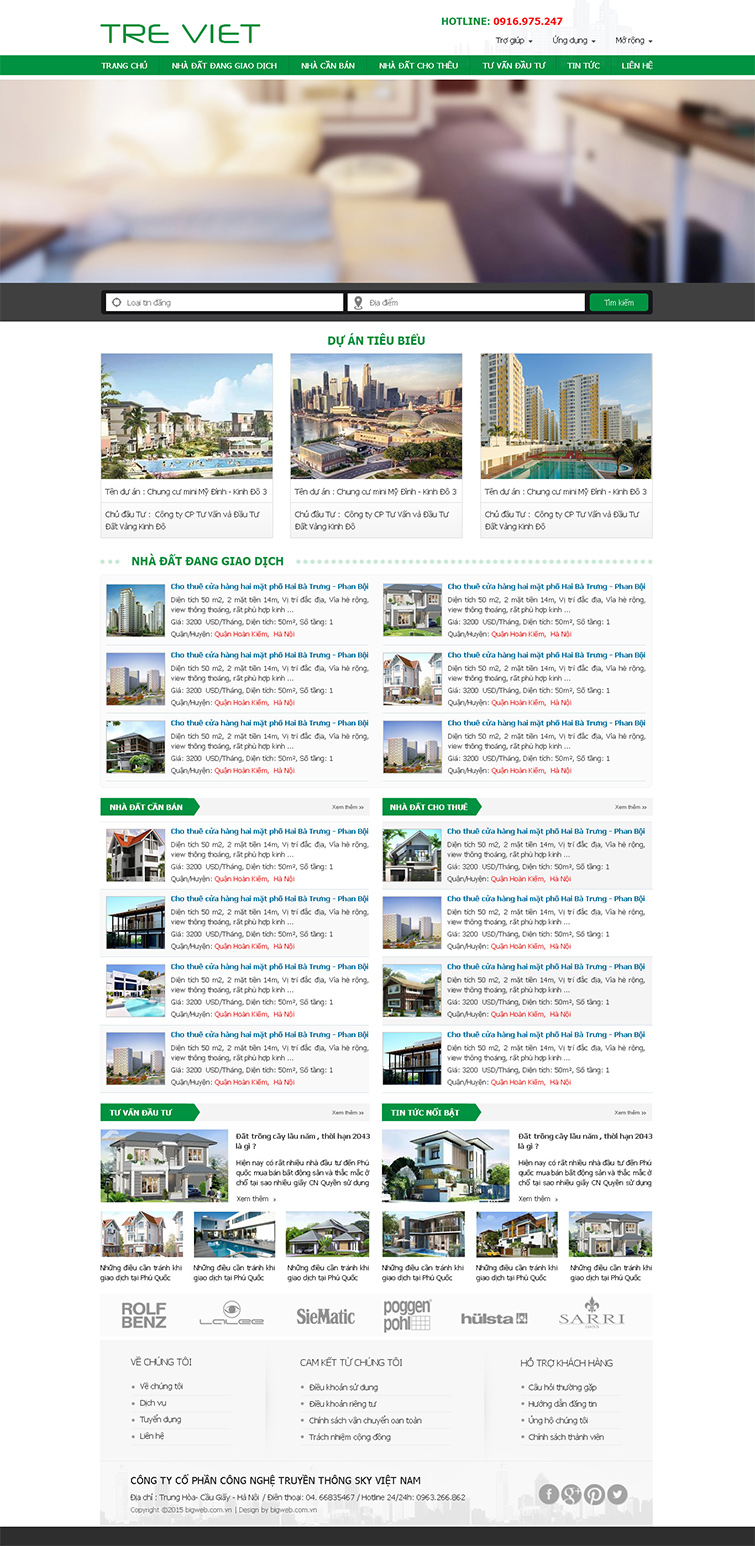 TRE VIET
HOTLINE: 0916.975.247
Trợ giúp
Ứng dụng
Mở rộng
TRANG CHỦ
NHÀ ĐẤT ĐANG GIAO DỊCH
NHÀ CẦN BÁN
NHÀ ĐẤT CHO THÊU
TƯ VẤN ĐẦU TƯ
TIN TỨC
LIÊN HỆ
Loại tin đăng
Địa điểm
Tìm kiếm
DỰ ÁN TIÊU BIỂU
Tên dự án : Chung cư mini Mỹ Đình - Kinh Đô 3
Chủ đầu Tư : Công ty CP Tư Vấn vả Đầu Tư
Đất Vàng Kinh Đô
Tên dự án : Chung cư mini Mỹ Đình - Kinh Đô 3
Chủ đầu Tư : Công ty CP Tư Vấn vả Đầu Tư
Đất Vàng Kinh Đô
Tên dự án : Chung cư mini Mỹ Đình - Kinh Đô 3
Chủ đầu Tư : Công ty CP Tư Vấn vả Đầu Tư
Đất Vàng Kinh Đô
NHÀ ĐẤT ĐANG GIAO DỊCH
Cho thuê cửa hàng hai mặt phố Hai Bà Trưng - Phan Bội
Diện tích 50 m2, 2 mặt tiền 14m, Vị trí đắc địa, Vỉa hè rộng,
view thông thoáng, rất phù hợp kinh ...
Giá: 3200 USD/Tháng, Diện tích: 50m², Số tầng: 1
Quận/Huyện: Quận Hoàn Kiếm, Hà Nội
Cho thuê cửa hàng hai mặt phố Hai Bà Trưng - Phan Bội
Diện tích 50 m2, 2 mặt tiền 14m, Vị trí đắc địa, Vỉa hè rộng,
view thông thoáng, rất phù hợp kinh ...
Giá: 3200 USD/Tháng, Diện tích: 50m², Số tầng: 1
Quận/Huyện: Quận Hoàn Kiếm, Hà Nội
Cho thuê cửa hàng hai mặt phố Hai Bà Trưng - Phan Bội
Diện tích 50 m2, 2 mặt tiền 14m, Vị trí đắc địa, Vỉa hè rộng,
view thông thoáng, rất phù hợp kinh ...
Giá: 3200 USD/Tháng, Diện tích: 50m², Số tầng: 1
Quận/Huyện: Quận Hoàn Kiếm, Hà Nội
Cho thuê cửa hàng hai mặt phố Hai Bà Trưng - Phan Bội
Diện tích 50 m2, 2 mặt tiền 14m, Vị trí đắc địa, Vỉa hè rộng,
view thông thoáng, rất phù hợp kinh ...
Giá: 3200 USD/Tháng, Diện tích: 50m², Số tầng: 1
Quận/Huyện: Quận Hoàn Kiếm, Hà Nội
Cho thuê cửa hàng hai mặt phố Hai Bà Trưng - Phan Bội
Diện tích 50 m2, 2 mặt tiền 14m, Vị trí đắc địa, Vỉa hè rộng,
view thông thoáng, rất phù hợp kinh ...
Giá: 3200 USD/Tháng, Diện tích: 50m², Số tầng: 1
Quận/Huyện: Quận Hoàn Kiếm, Hà Nội
Cho thuê cửa hàng hai mặt phố Hai Bà Trưng - Phan Bội
Diện tích 50 m2, 2 mặt tiền 14m, Vị trí đắc địa, Vỉa hè rộng,
view thông thoáng, rất phù hợp kinh ...
Giá: 3200 USD/Tháng, Diện tích: 50m², Số tầng: 1
Quận/Huyện: Quận Hoàn Kiếm, Hà Nội
NHÀ ĐẤT CẦN BÁN
Xem thêm »
Cho thuê cửa hàng hai mặt phố Hai Bà Trưng - Phan Bội
Diện tích 50 m2, 2 mặt tiền 14m, Vị trí đắc địa, Vỉa hè rộng,
view thông thoáng, rất phù hợp kinh ...
Giá: 3200 USD/Tháng, Diện tích: 50m², Số tầng: 1
Quận/Huyện: Quận Hoàn Kiếm, Hà Nội
Cho thuê cửa hàng hai mặt phố Hai Bà Trưng - Phan Bội
Diện tích 50 m2, 2 mặt tiền 14m, Vị trí đắc địa, Vỉa hè rộng,
view thông thoáng, rất phù hợp kinh ...
Giá: 3200 USD/Tháng, Diện tích: 50m², Số tầng: 1
Quận/Huyện: Quận Hoàn Kiếm, Hà Nội
Cho thuê cửa hàng hai mặt phố Hai Bà Trưng - Phan Bội
Diện tích 50 m2, 2 mặt tiền 14m, Vị trí đắc địa, Vỉa hè rộng,
view thông thoáng, rất phù hợp kinh ...
Giá: 3200 USD/Tháng, Diện tích: 50m², Số tầng: 1
Quận/Huyện: Quận Hoàn Kiếm, Hà Nội
Cho thuê cửa hàng hai mặt phố Hai Bà Trưng - Phan Bội
Diện tích 50 m2, 2 mặt tiền 14m, Vị trí đắc địa, Vỉa hè rộng,
view thông thoáng, rất phù hợp kinh ...
Giá: 3200 USD/Tháng, Diện tích: 50m², Số tầng: 1
Quận/Huyện: Quận Hoàn Kiếm, Hà Nội
NHÀ ĐẤT CHO THUÊ
Xem thêm »
Cho thuê cửa hàng hai mặt phố Hai Bà Trưng - Phan Bội
Diện tích 50 m2, 2 mặt tiền 14m, Vị trí đắc địa, Vỉa hè rộng,
view thông thoáng, rất phù hợp kinh ...
Giá: 3200 USD/Tháng, Diện tích: 50m², Số tầng: 1
Quận/Huyện: Quận Hoàn Kiếm, Hà Nội
Cho thuê cửa hàng hai mặt phố Hai Bà Trưng - Phan Bội
Diện tích 50 m2, 2 mặt tiền 14m, Vị trí đắc địa, Vỉa hè rộng,
view thông thoáng, rất phù hợp kinh ...
Giá: 3200 USD/Tháng, Diện tích: 50m², Số tầng: 1
Quận/Huyện: Quận Hoàn Kiếm, Hà Nội
Cho thuê cửa hàng hai mặt phố Hai Bà Trưng - Phan Bội
Diện tích 50 m2, 2 mặt tiền 14m, Vị trí đắc địa, Vỉa hè rộng,
view thông thoáng, rất phù hợp kinh ...
Giá: 3200 USD/Tháng, Diện tích: 50m², Số tầng: 1
Quận/Huyện: Quận Hoàn Kiếm, Hà Nội
Cho thuê cửa hàng hai mặt phố Hai Bà Trưng - Phan Bội
Diện tích 50 m2, 2 mặt tiền 14m, Vị trí đắc địa, Vỉa hè rộng,
view thông thoáng, rất phù hợp kinh ...
Giá: 3200 USD/Tháng, Diện tích: 50m², Số tầng: 1
Quận/Huyện: Quận Hoàn Kiếm, Hà Nội
TƯ VẤN ĐẦU TƯ
Xem thêm »
Đất trồng cây lâu năm , thời hạn 2043
là gì ?
Hiện nay có rất nhiều nhà đầu tư đến Phú
quốc mua bán bất động sản và thắc mắc ở
chổ tại sao nhiều giấy CN Quyền sử dụng
Xem thêm ›
Những điều cần tránh khi
giao dịch tại Phú Quốc
Những điều cần tránh khi
giao dịch tại Phú Quốc
Những điều cần tránh khi
giao dịch tại Phú Quốc
TIN TỨC NỔI BẬT
Xem thêm »
Đất trồng cây lâu năm , thời hạn 2043
là gì ?
Hiện nay có rất nhiều nhà đầu tư đến Phú
quốc mua bán bất động sản và thắc mắc ở
chổ tại sao nhiều giấy CN Quyền sử dụng
Xem thêm ›
Những điều cần tránh khi
giao dịch tại Phú Quốc
Những điều cần tránh khi
giao dịch tại Phú Quốc
Những điều cần tránh khi
giao dịch tại Phú Quốc
ROLF
BENZ
LALEE
SieMatic
poggen
pohl
hülsta
SARRI
VỀ CHÚNG TÔI
Về chúng tôi
Dịch vụ
Tuyển dụng
Liên hệ
CAM KẾT TỪ CHÚNG TÔI
Điều khoản sử dụng
Điều khoản riêng tư
Chính sách vận chuyển oan toàn
Trách nhiệm cộng đồng
HỖ TRỢ KHÁCH HÀNG
Câu hỏi thường gặp
Hướng dẫn đăng tin
Ủng hộ chúng tôi
Chính sách thành viên
CÔNG TY CỔ PHẦN CÔNG NGHỆ TRUYỀN THÔNG SKY VIỆT NAM
Địa chỉ : Trung Hòa- Cầu Giấy - Hà Nội / Điên thoại: 04. 66835467 / Hotline 24/24h: 0963.266.862
Copyright ©2015 bigweb.com.vn | Design by bigweb.com.vn